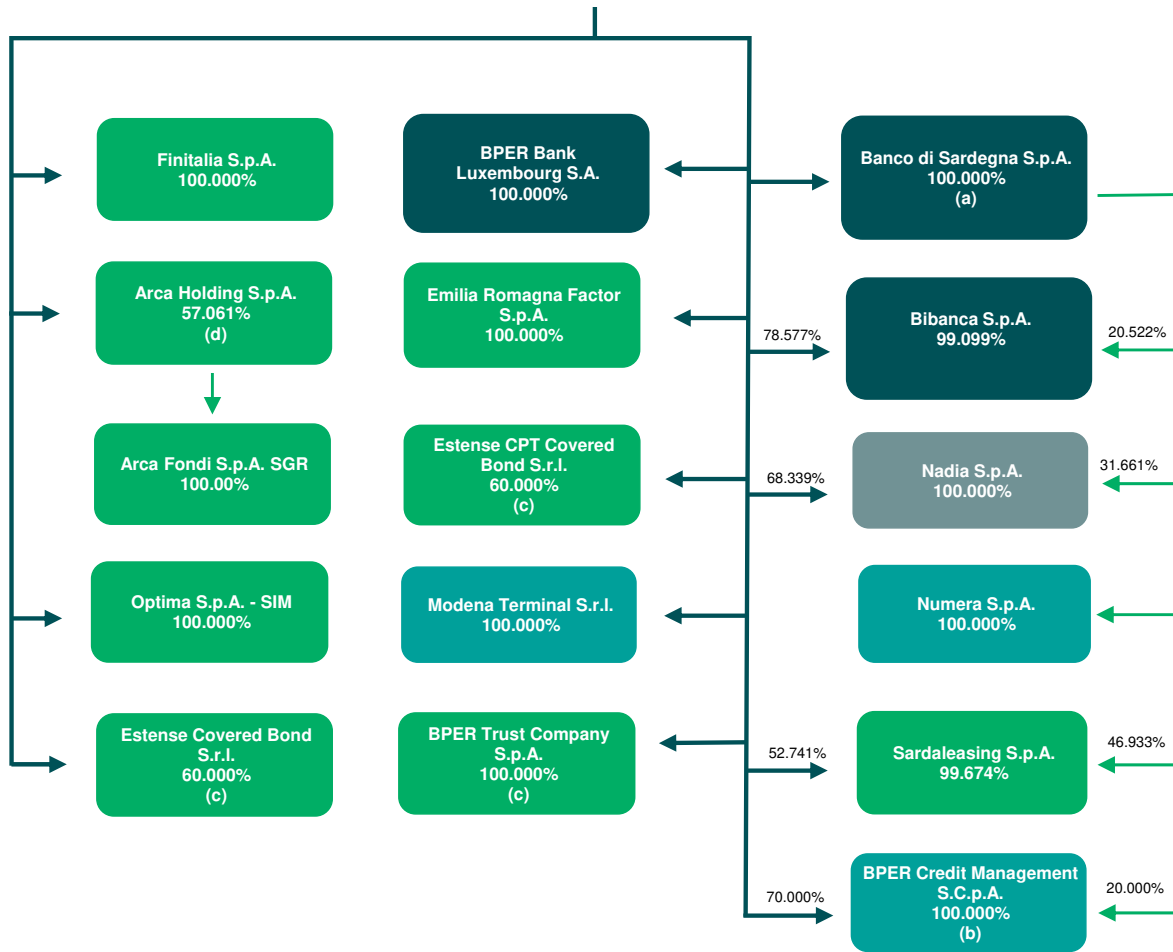 Finitalia S.p.A.
100.000%
BPER Bank
Luxembourg S.A.
100.000%
Banco di Sardegna S.p.A.
100.000%
(a)
Arca Holding S.p.A.
57.061%
(d)
Emilia Romagna Factor
S.p.A.
100.000%
78.577%
Bibanca S.p.A.
99.099%
20.522%
Arca Fondi S.p.A. SGR
100.00%
Estense CPT Covered
Bond S.r.l.
60.000%
(c)
68.339%
Nadia S.p.A.
100.000%
31.661%
Optima S.p.A. - SIM
100.000%
Modena Terminal S.r.l.
100.000%
Numera S.p.A.
100.000%
Estense Covered Bond
S.r.l.
60.000%
(c)
BPER Trust Company
S.p.A.
100.000%
(c)
52.741%
Sardaleasing S.p.A.
99.674%
46.933%
70.000%
BPER Credit Management
S.C.p.A.
100.000%
(b)
20.000%